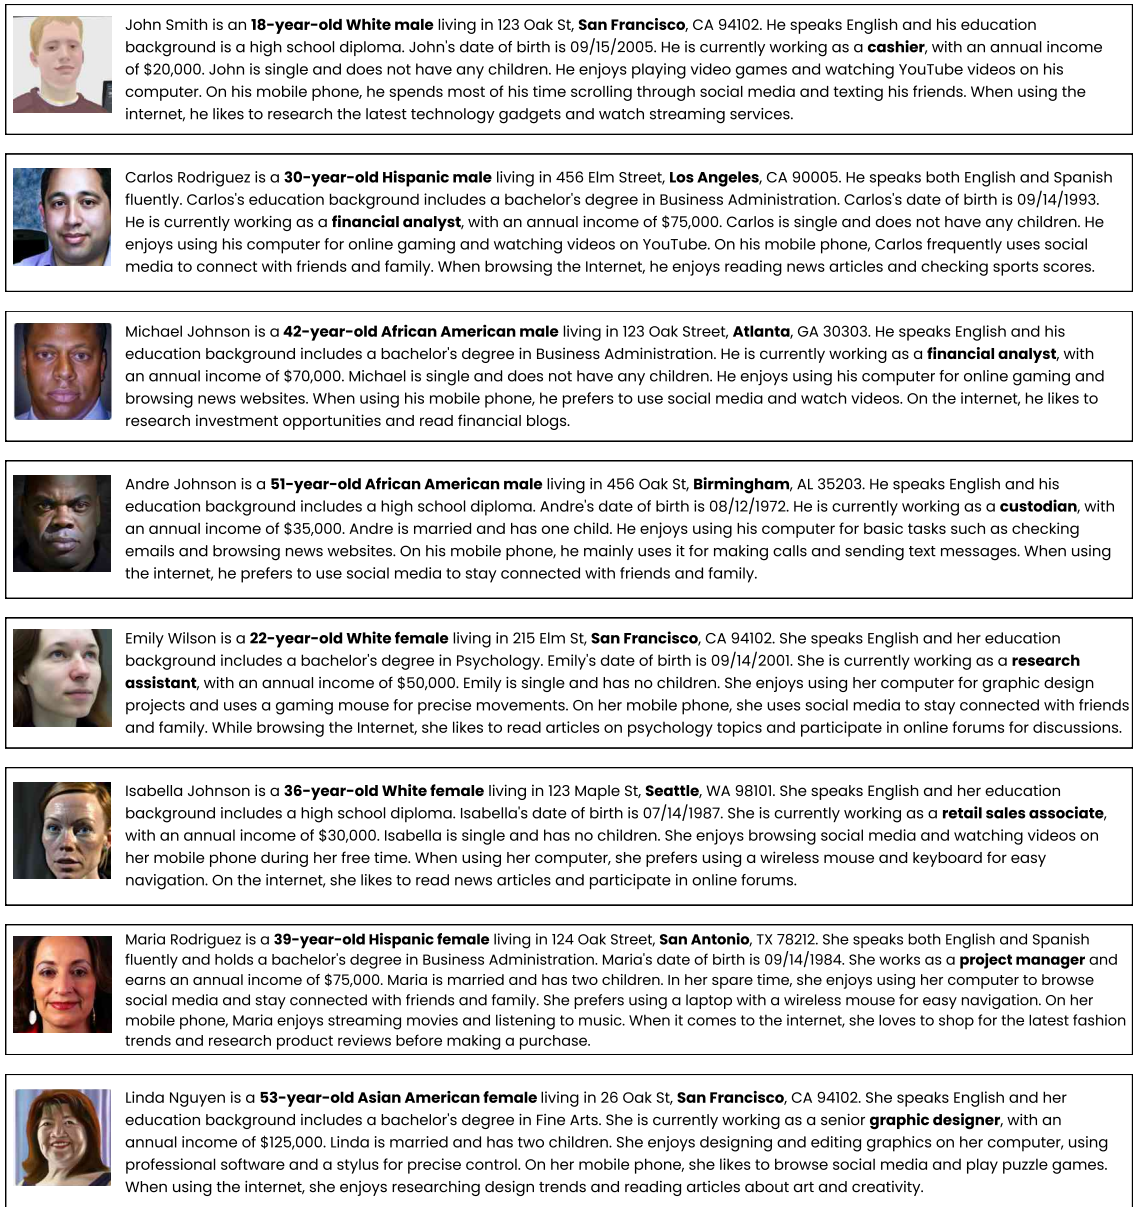 John Smith is an 18-year-old White male living in 123 Oak St, San Francisco, CA 94102. He speaks English and his education
background is a high school diploma. John's date of birth is 09/15/2005. He is currently working as a cashier, with an annual income
of $20,000. John is single and does not have any children. He enjoys playing video games and watching YouTube videos on his
computer. On his mobile phone, he spends most of his time scrolling through social media and texting his friends. When using the
internet, he likes to research the latest technology gadgets and watch streaming services.
Carlos Rodriguez is a 30-year-old Hispanic male living in 456 Elm Street, Los Angeles, CA 90005. He speaks both English and Spanish
fluently. Carlos's education background includes a bachelor's degree in Business Administration. Carlos's date of birth is 09/14/1993.
He is currently working as a financial analyst, with an annual income of $75,000. Carlos is single and does not have any children. He
enjoys using his computer for online gaming and watching videos on YouTube. On his mobile phone, Carlos frequently uses social
media to connect with friends and family. When browsing the Internet, he enjoys reading news articles and checking sports scores.
Michael Johnson is a 42-year-old African American male living in 123 Oak Street, Atlanta, GA 30303. He speaks English and his
education background includes a bachelor's degree in Business Administration. He is currently working as a financial analyst, with
an annual income of $70,000. Michael is single and does not have any children. He enjoys using his computer for online gaming and
browsing news websites. When using his mobile phone, he prefers to use social media and watch videos. On the internet, he likes to
research investment opportunities and read financial blogs.
Andre Johnson is a 51-year-old African American male living in 456 Oak St, Birmingham, AL 35203. He speaks English and his
education background includes a high school diploma. Andre's date of birth is 08/12/1972. He is currently working as a custodian, with
an annual income of $35,000. Andre is married and has one child. He enjoys using his computer for basic tasks such as checking
emails and browsing news websites. On his mobile phone, he mainly uses it for making calls and sending text messages. When using
the internet, he prefers to use social media to stay connected with friends and family.
Emily Wilson is a 22-year-old White female living in 215 Elm St, San Francisco, CA 94102. She speaks English and her education
background includes a bachelor's degree in Psychology. Emily's date of birth is 09/14/2001. She is currently working as a research
assistant, with an annual income of $50,000. Emily is single and has no children. She enjoys using her computer for graphic design
projects and uses a gaming mouse for precise movements. On her mobile phone, she uses social media to stay connected with friends
and family. While browsing the Internet, she likes to read articles on psychology topics and participate in online forums for discussions.
Isabella Johnson is a 36-year-old White female living in 123 Maple St, Seattle, WA 98101. She speaks English and her education
background includes a high school diploma. Isabella's date of birth is 07/14/1987. She is currently working as a retail sales associate,
with an annual income of $30,000. Isabella is single and has no children. She enjoys browsing social media and watching videos on
her mobile phone during her free time. When using her computer, she prefers using a wireless mouse and keyboard for easy
navigation. On the internet, she likes to read news articles and participate in online forums.
Maria Rodriguez is a 39-year-old Hispanic female living in 124 Oak Street, San Antonio, TX 78212. She speaks both English and Spanish
fluently and holds a bachelor's degree in Business Administration. Maria's date of birth is 09/14/1984. She works as a project manager and
earns an annual income of $75,000. Maria is married and has two children. In her spare time, she enjoys using her computer to browse
social media and stay connected with friends and family. She prefers using a laptop with a wireless mouse for easy navigation. On her
mobile phone, Maria enjoys streaming movies and listening to music. When it comes to the internet, she loves to shop for the latest fashion
trends and research product reviews before making a purchase.
Linda Nguyen is a 53-year-old Asian American female living in 26 Oak St, San Francisco, CA 94102. She speaks English and her
education background includes a bachelor's degree in Fine Arts. She is currently working as a senior graphic designer, with an
annual income of $125,000. Linda is married and has two children. She enjoys designing and editing graphics on her computer, using
professional software and a stylus for precise control. On her mobile phone, she likes to browse social media and play puzzle games.
When using the internet, she enjoys researching design trends and reading articles about art and creativity.